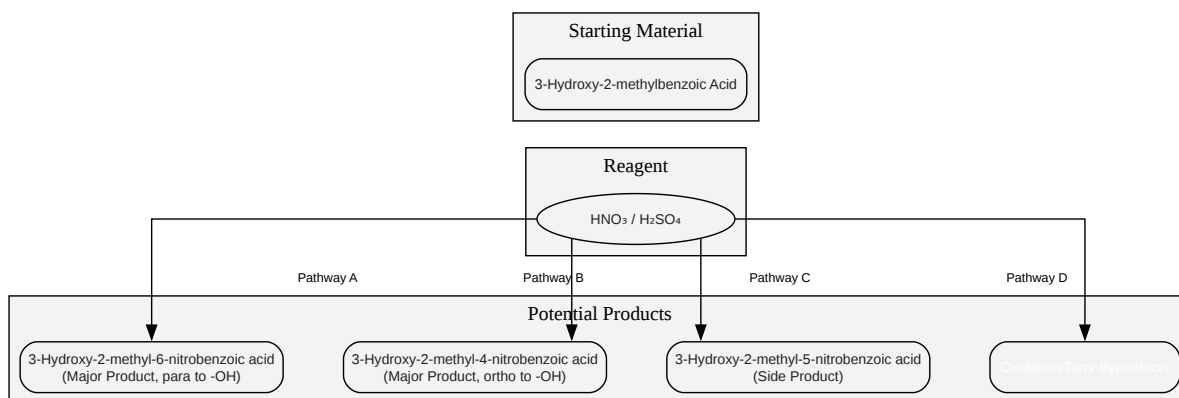 Starting Material
3-Hydroxy-2-methylbenzoic Acid
Reagent
HNO₃ / H₂SO₄
Pathway A
Pathway B
Pathway C
Pathway D
Potential Products
3-Hydroxy-2-methyl-6-nitrobenzoic acid
(Major Product, para to -OH)
3-Hydroxy-2-methyl-4-nitrobenzoic acid
(Major Product, ortho to -OH)
3-Hydroxy-2-methyl-5-nitrobenzoic acid
(Side Product)
Oxidation/Tarry Byproducts